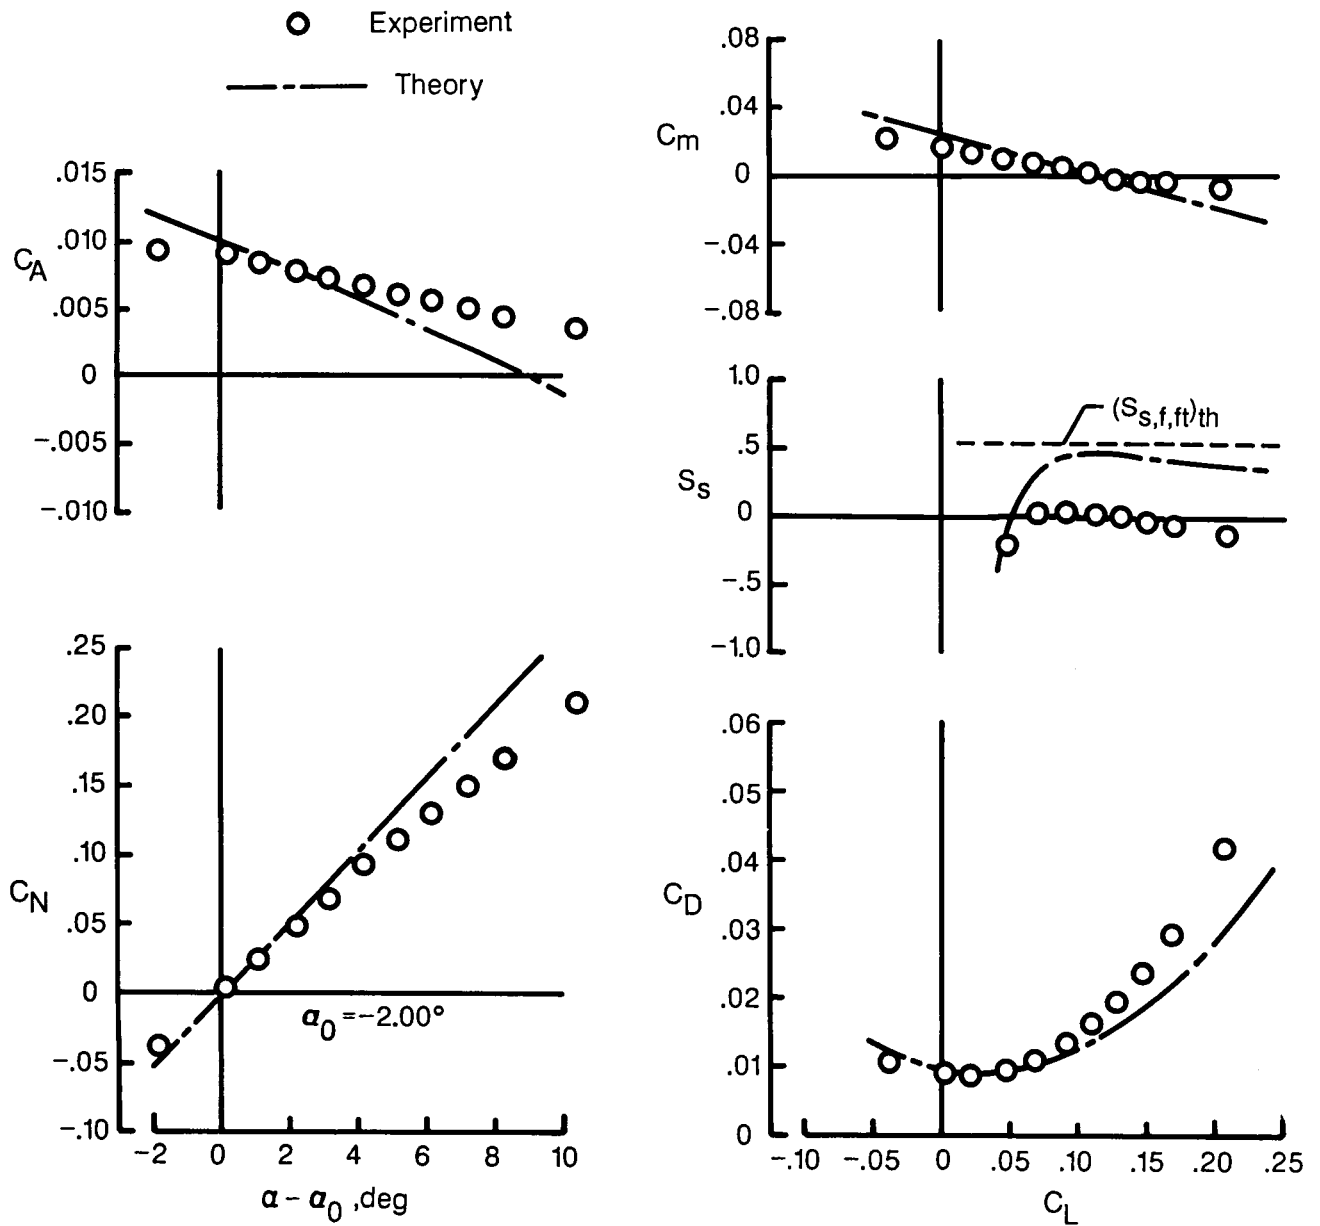 Experiment
Theory
.015
.010
C_A
.005
0
-.005
-.010
.25
.20
.15
.10
C_N
.05
0
α₀ = -2.00°
-.05
-.10
-2 0 2 4 6 8 10
α - α₀, deg
.08
.04
C_m
0
-.04
-.08
1.0
(S_s,f,ft)_th
.5
S_s
0
-.5
-1.0
.06
.05
.04
C_D
.03
.02
.01
0
-.10 -.05 0 .05 .10 .15 .20 .25
C_L